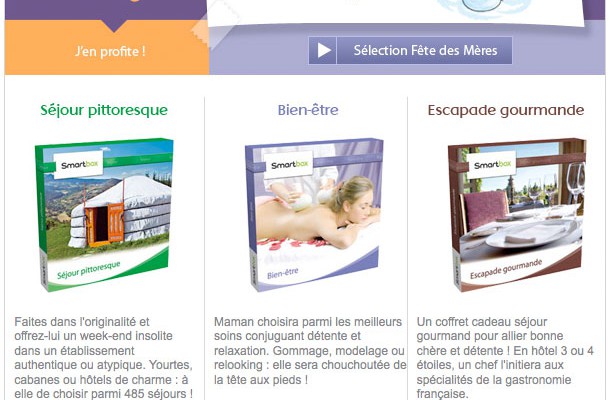 J'en profite !
Sélection Fête des Mères
Séjour pittoresque
Bien-être
Escapade gourmande
Smartbox
Séjour pittoresque
Smartbox
Bien-être
Smartbox
Escapade gourmande
Faites dans l'originalité et
offrez-lui un week-end insolite
dans un établissement
authentique ou atypique. Yourtes,
cabanes ou hôtels de charme : à
elle de choisir parmi 485 séjours !
Maman choisira parmi les meilleurs
soins conjuguant détente et
relaxation. Gommage, modelage ou
relooking : elle sera chouchoutée de
la tête aux pieds !
Un coffret cadeau séjour
gourmand pour allier bonne
chère et détente ! En hôtel 3 ou 4
étoiles, un chef l'initiera aux
spécialités de la gastronomie
française.